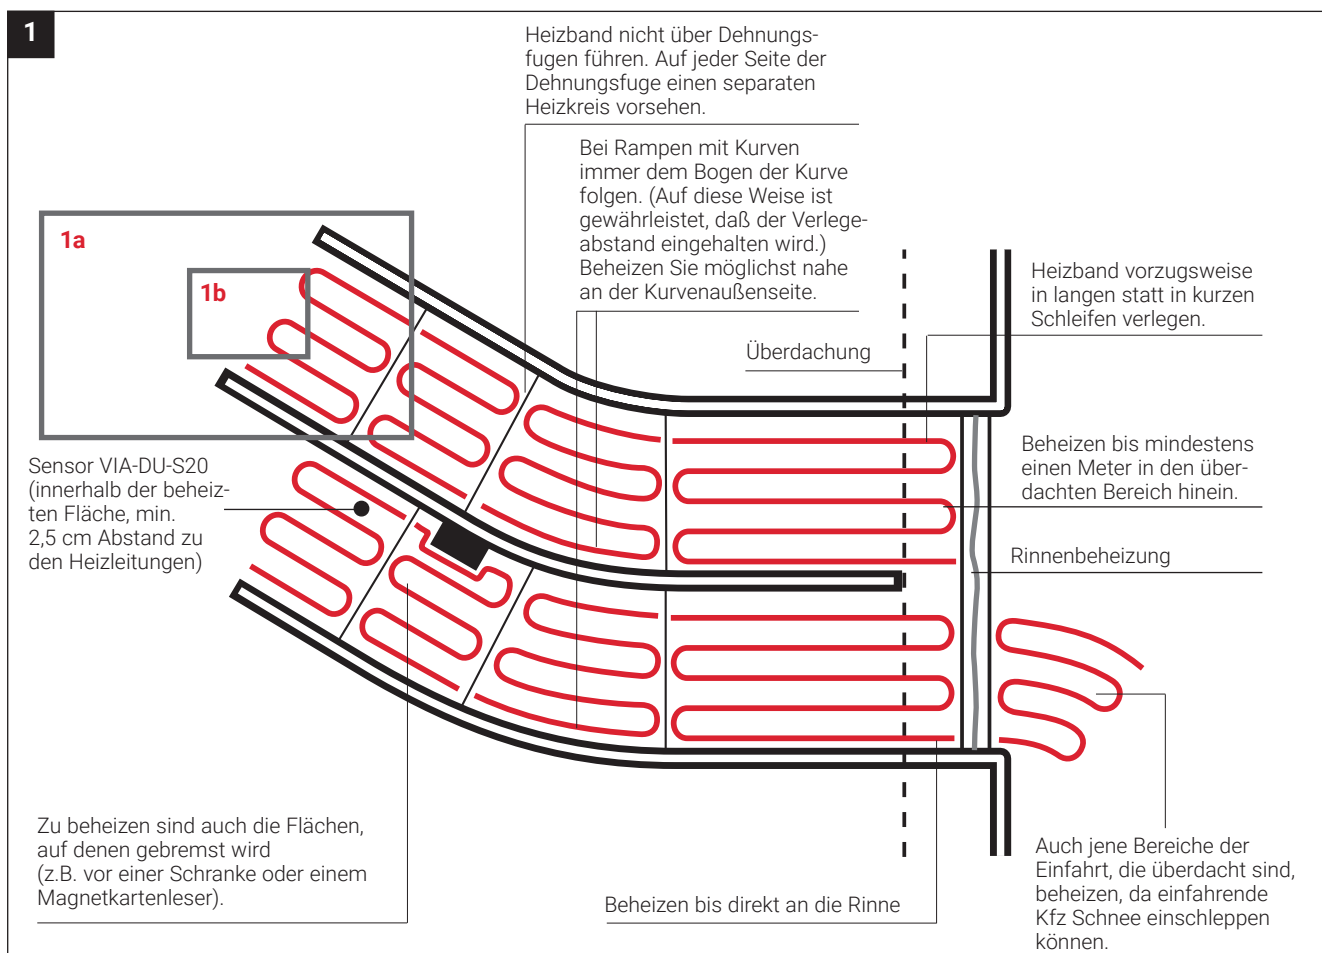 1
Heizband nicht über Dehnungs-
fugen führen. Auf jeder Seite der
Dehnungsfuge einen separaten
Heizkreis vorsehen.
Bei Rampen mit Kurven
immer dem Bogen der Kurve
folgen. (Auf diese Weise ist
gewährleistet, daß der Verlege-
abstand eingehalten wird.)
Beheizen Sie möglichst nahe
an der Kurvenaußenseite.
1a
1b
Heizband vorzugsweise
in langen statt in kurzen
Schleifen verlegen.
Überdachung
Sensor VIA-DU-S20
(innerhalb der beheiz-
ten Fläche, min.
2,5 cm Abstand zu
den Heizleitungen)
Beheizen bis mindestens
einen Meter in den über-
dachten Bereich hinein.
Rinnenbeheizung
Zu beheizen sind auch die Flächen,
auf denen gebremst wird
(z.B. vor einer Schranke oder einem
Magnetkartenleser).
Beheizen bis direkt an die Rinne
Auch jene Bereiche der
Einfahrt, die überdacht sind,
beheizen, da einfahrende
Kfz Schnee einschleppen
können.